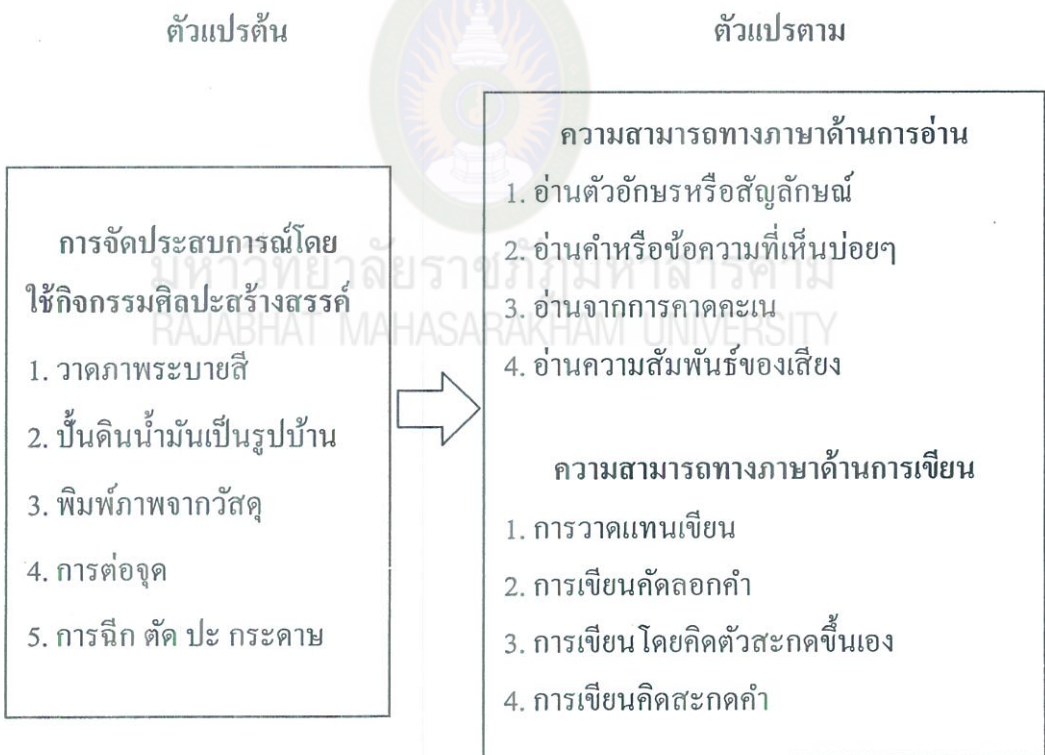 ตัวแปรต้น
ตัวแปรตาม
การจัดประสบการณ์โดย
ใช้กิจกรรมศิลปะสร้างสรรค์
1. วาดภาพระบายสี
2. ปั้นดินน้ำมันเป็นรูปบ้าน
3. พิมพ์ภาพจากวัสดุ
4. การต่อจุด
5. การฉีก ตัด ปะ กระดาษ
ความสามารถทางภาษาด้านการอ่าน
1. อ่านตัวอักษรหรือสัญลักษณ์
2. อ่านคำหรือข้อความที่เห็นบ่อยๆ
3. อ่านจากการคาดคะเน
4. อ่านความสัมพันธ์ของเสียง
ความสามารถทางภาษาด้านการเขียน
1. การวาดแทนเขียน
2. การเขียนคัดลอกคำ
3. การเขียนโดยคิดตัวสะกดขึ้นเอง
4. การเขียนคิดสะกดคำ
มหาวิทยาลัยราชภัฏมหาสารคาม
RAJABHAT MAHASARAKHAM UNIVERSITY